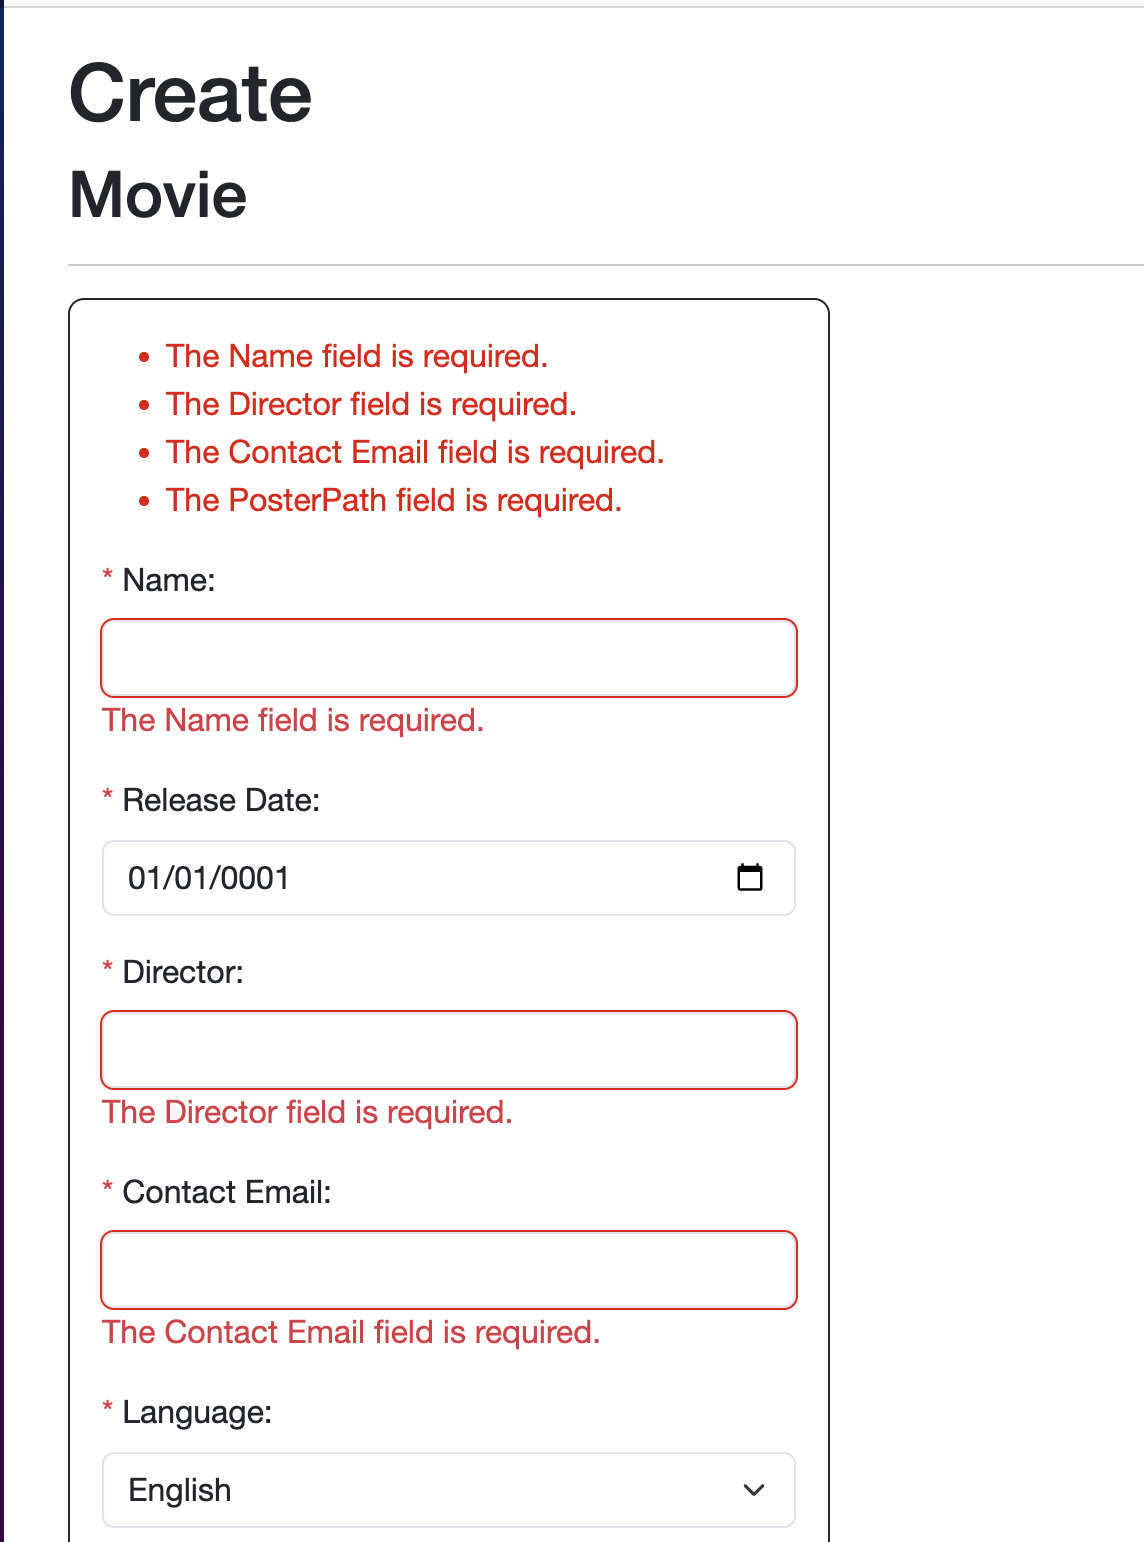 Create
Movie
• The Name field is required.
• The Director field is required.
• The Contact Email field is required.
• The PosterPath field is required.
* Name:
The Name field is required.
* Release Date:
01/01/0001
* Director:
The Director field is required.
* Contact Email:
The Contact Email field is required.
* Language:
English